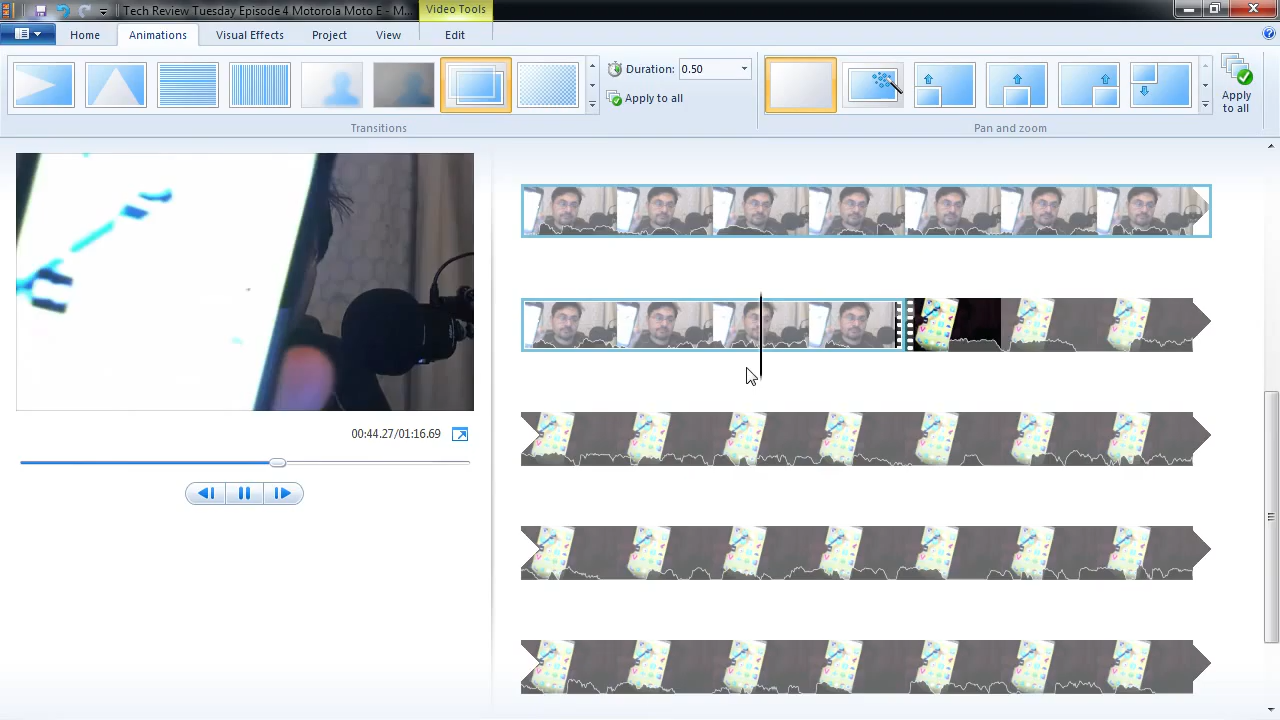 Tech Review Tuesday Episode 4 Motorola Moto E - M...
Video Tools
Home
Animations
Visual Effects
Project
View
Edit
Duration: 0.50
Apply to all
Apply to all
Transitions
Pan and zoom
00:44.27/01:16.69